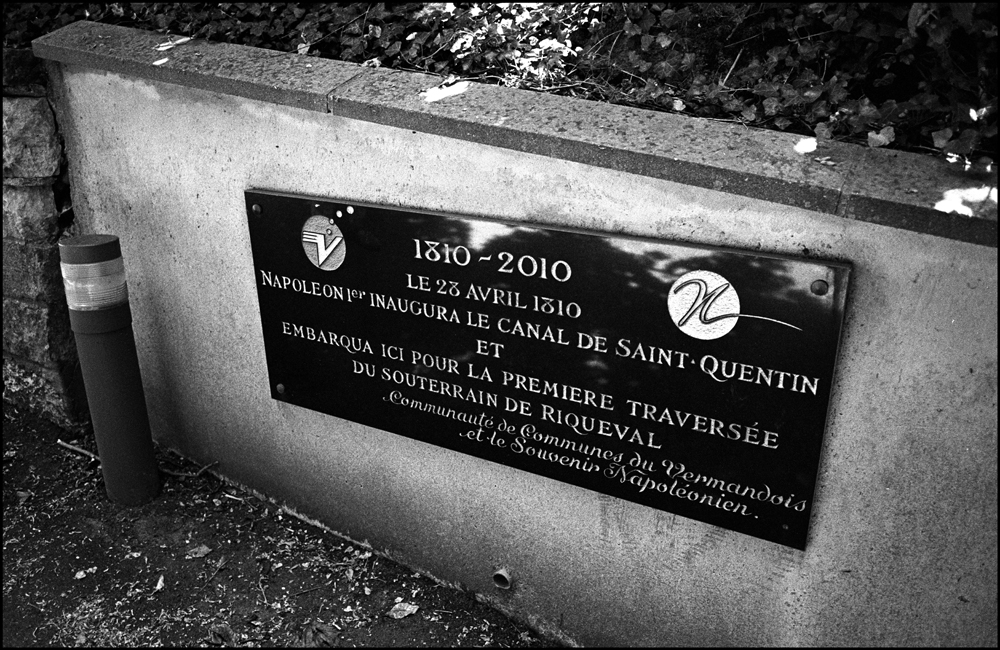 1810 - 2010
LE 28 AVRIL 1810
NAPOLEON 1er INAUGURA LE CANAL DE SAINT-QUENTIN
ET
EMBARQUA ICI POUR LA PREMIERE TRAVERSÉE
DU SOUTERRAIN DE RIQUEVAL
Communauté de Communes du Vermandois
et le Souvenir Napoléonien.